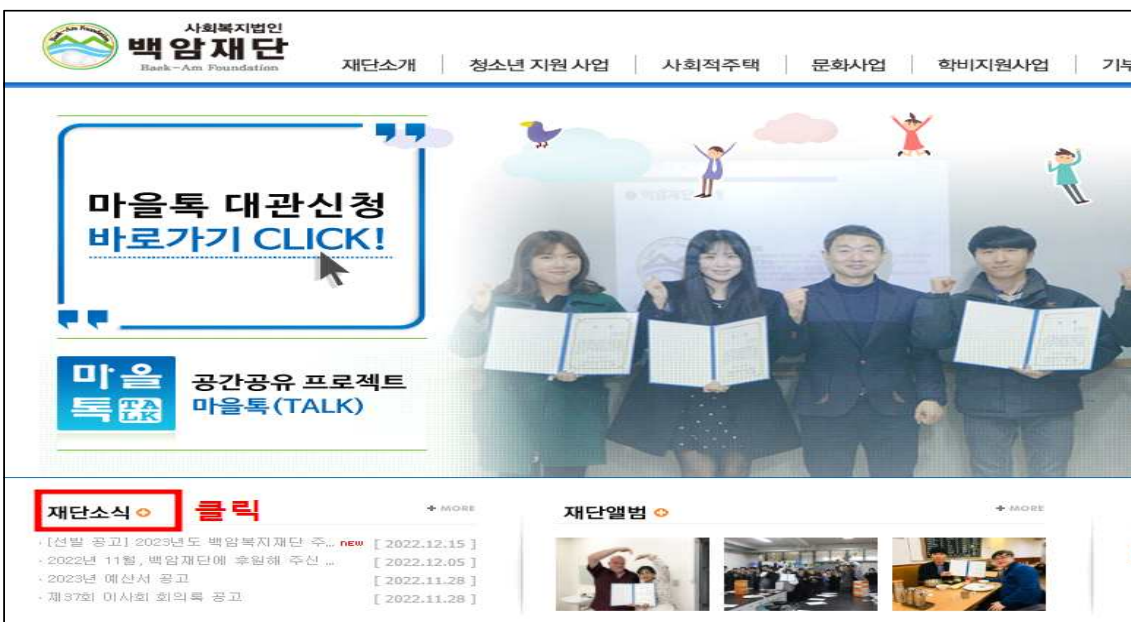 사회복지법인
백암재단
Baek-Am Foundation
재단소개
청소년 지원 사업
사회적주택
문화사업
학비지원사업
기부
마을톡 대관신청
바로가기 CLICK!
마을
톡 TALK
공간공유 프로젝트
마을톡(TALK)
재단소식
클릭
+ MORE
· [선발 공고] 2023년도 백암복지재단 주... new [ 2022.12.15 ]
· 2022년 11월, 백암재단에 후원해 주신 ... [ 2022.12.05 ]
· 2023년 예산서 공고 [ 2022.11.28 ]
· 제37회 이사회 회의록 공고 [ 2022.11.28 ]
재단앨범
+ MORE